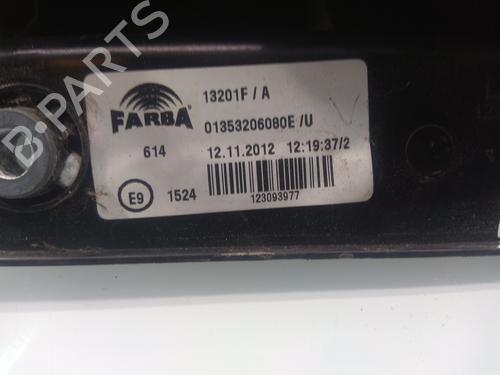 B-PARTS
FARBA
13201F / A
01353206080E /U
614
12.11.2012 12:19:37/2
E9
1524
123093977